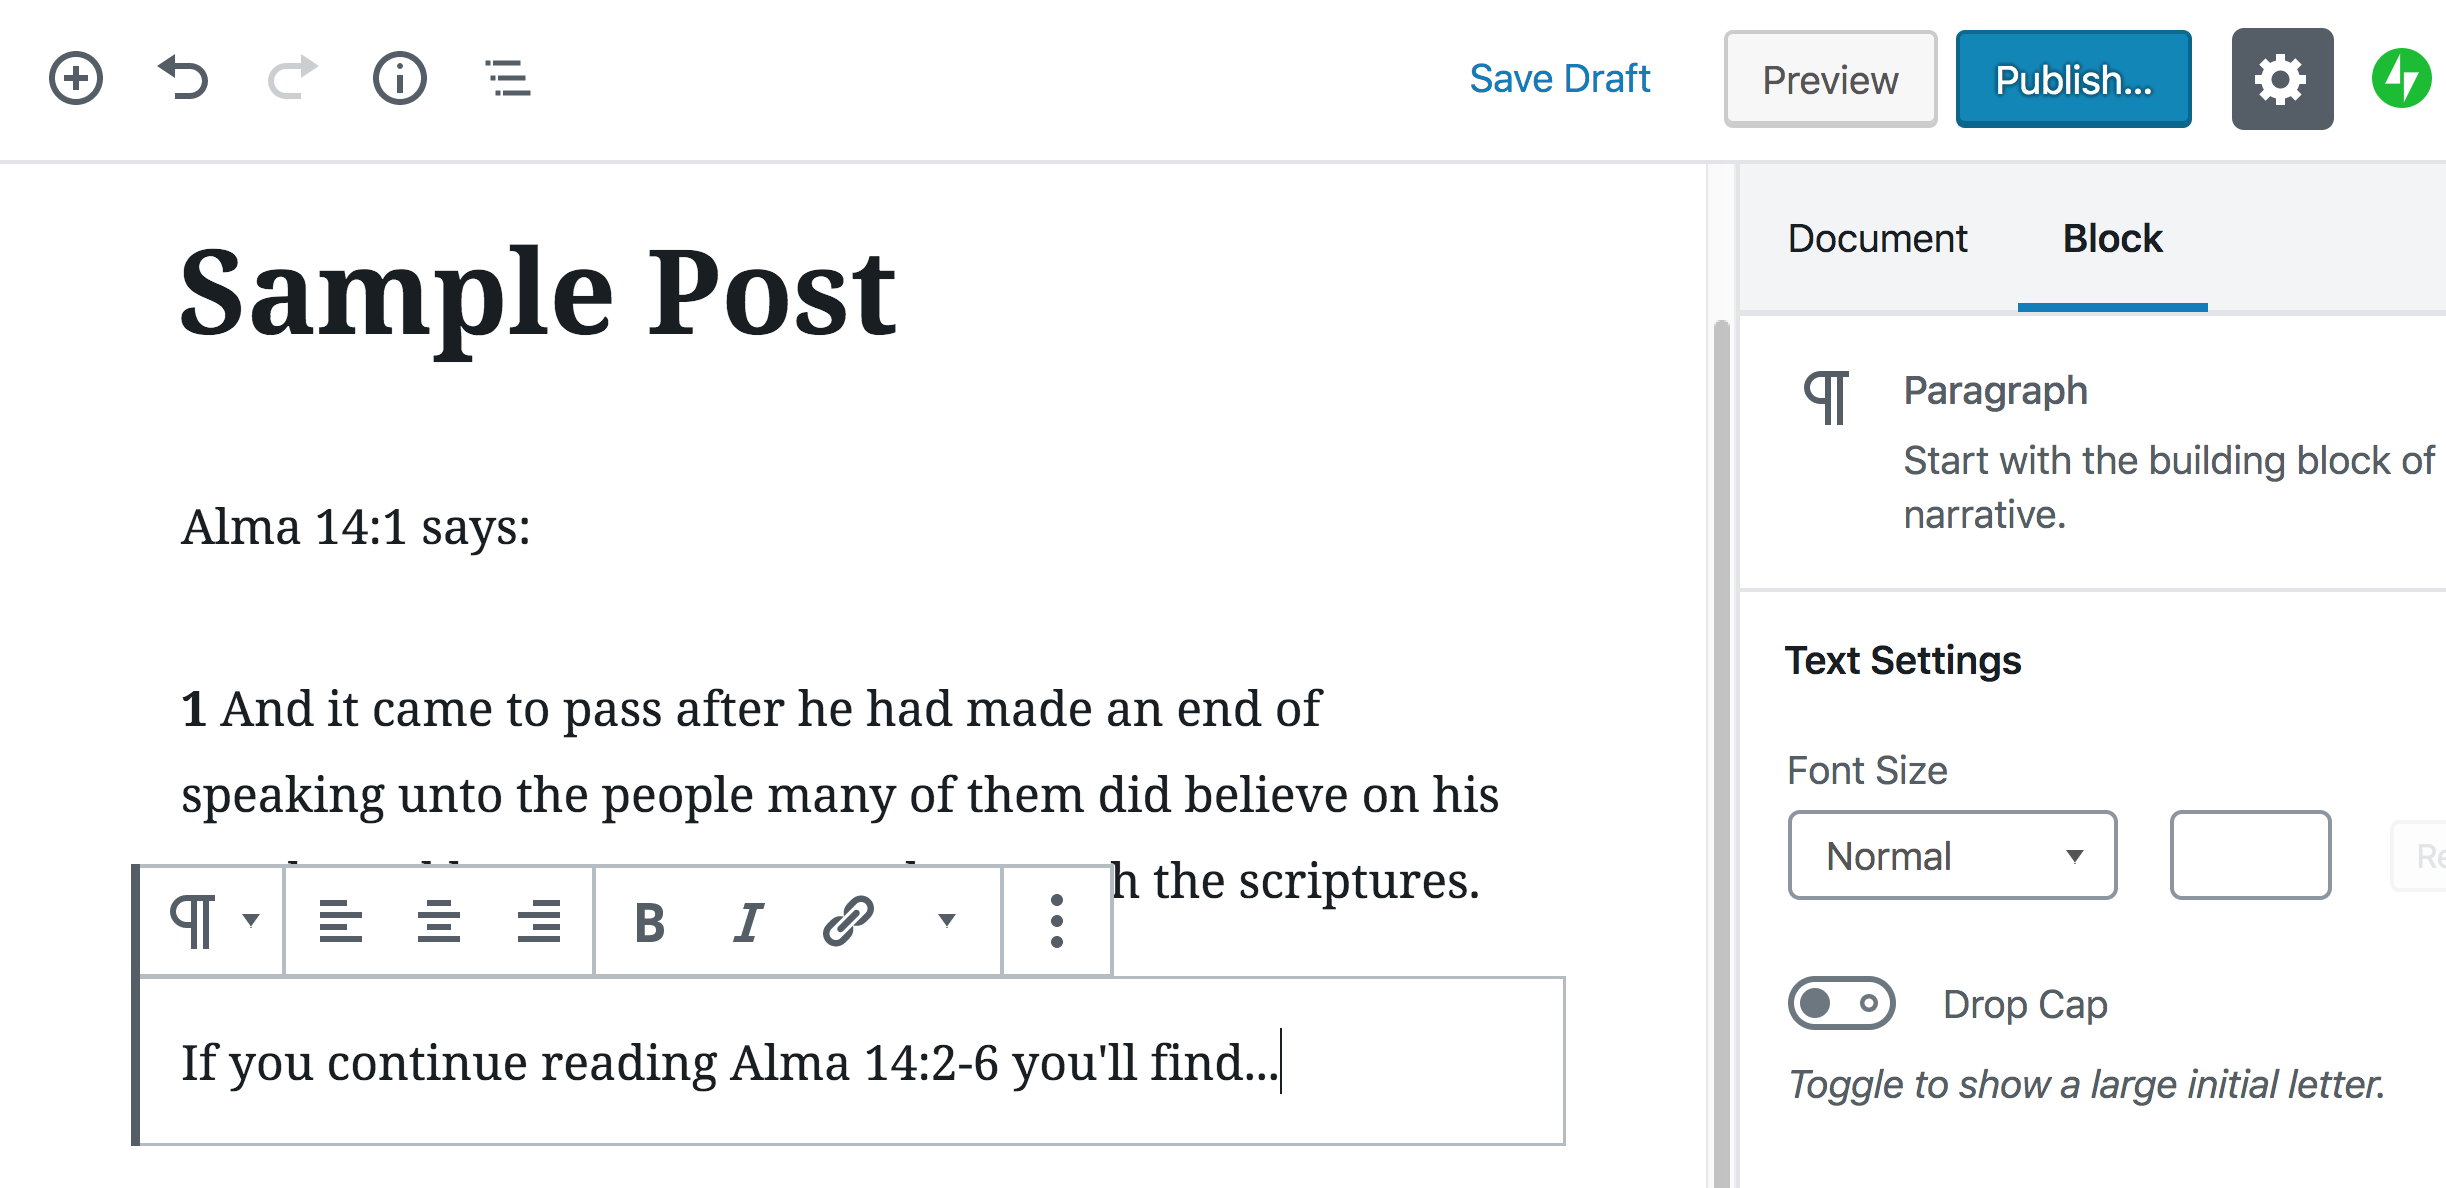 Save Draft
Preview
Publish...
Sample Post
Alma 14:1 says:
1 And it came to pass after he had made an end of
speaking unto the people many of them did believe on his
the scriptures.
B I
If you continue reading Alma 14:2-6 you'll find...
Document
Block
Paragraph
Start with the building block of
narrative.
Text Settings
Font Size
Normal
Drop Cap
Toggle to show a large initial letter.